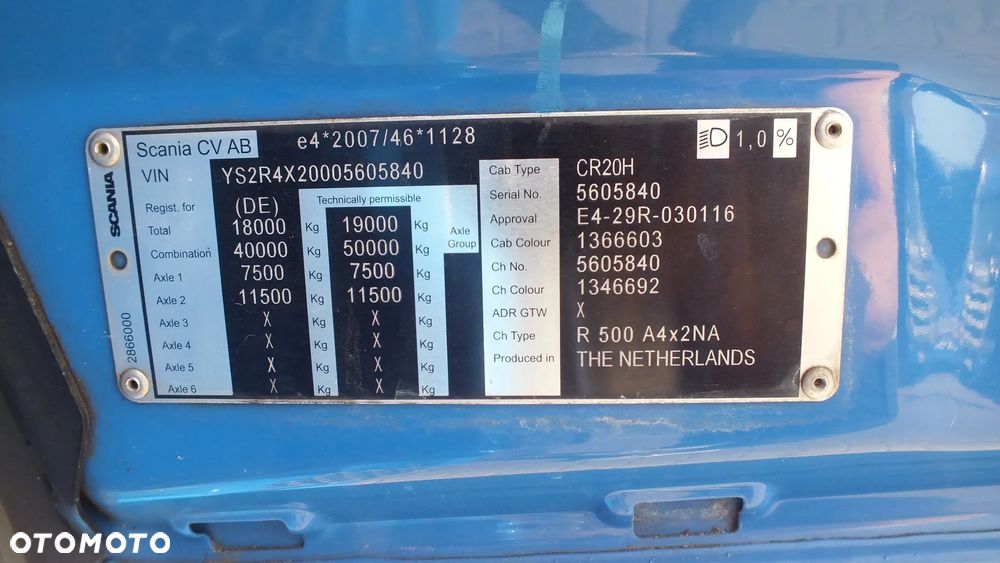 Scania CV AB e4*2007/46*1128 1,0 %
VIN YS2R4X20005605840
Regist. for (DE) Technically permissible
Total 18000 Kg 19000 Kg Axle Group
Combination 40000 Kg 50000 Kg
Axle 1 7500 Kg 7500 Kg
Axle 2 11500 Kg 11500 Kg
Axle 3 X Kg X Kg
Axle 4 X Kg X Kg
Axle 5 X Kg X Kg
Axle 6 X Kg X Kg
Cab Type CR20H
Serial No. 5605840
Approval E4-29R-030116
Cab Colour 1366603
Ch No. 5605840
Ch Colour 1346692
ADR GTW X
Ch Type R 500 A4x2NA
Produced in THE NETHERLANDS
SCANIA
2866000
OTOMOTO